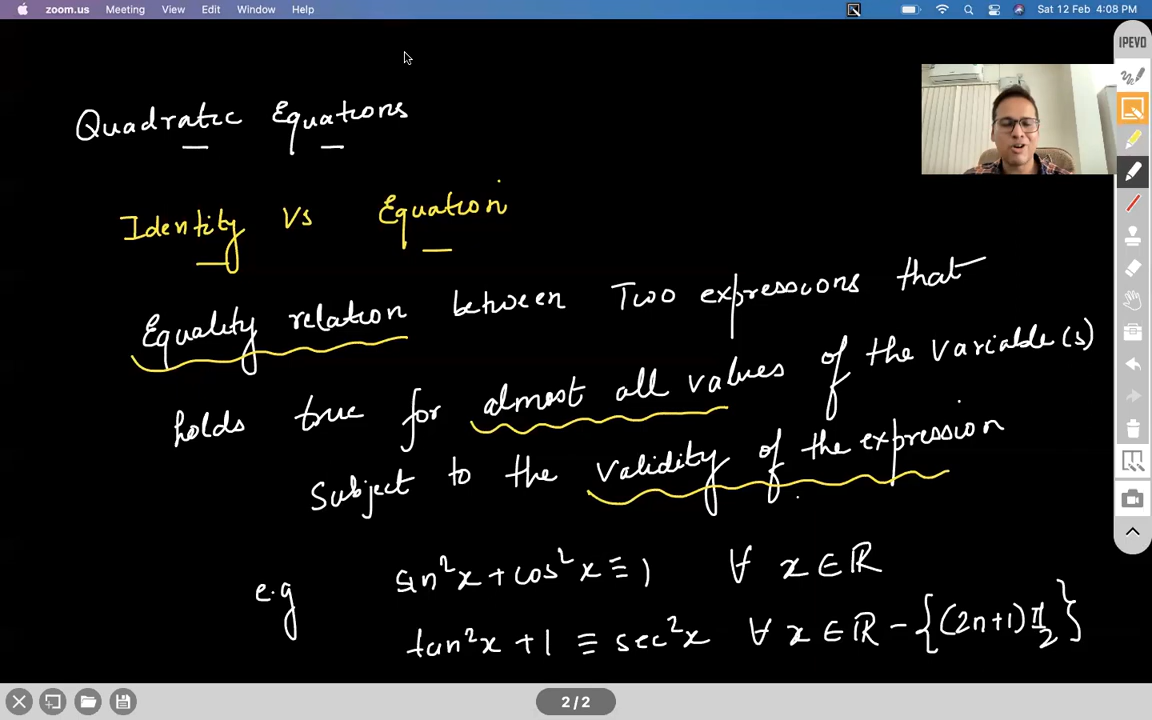 zoom.us Meeting View Edit Window Help Sat 12 Feb 4:08 PM
IPEVO
Quadratic Equations
Identity Vs Equation
Equality relation between Two expressions that
holds true for almost all values of the variable(s)
Subject to the validity of the expression
e.g sin²x + cos²x ≡ 1 ∀ x ∈ ℝ
tan²x + 1 ≡ sec²x ∀ x ∈ ℝ - {(2n+1)π/2}
2/2